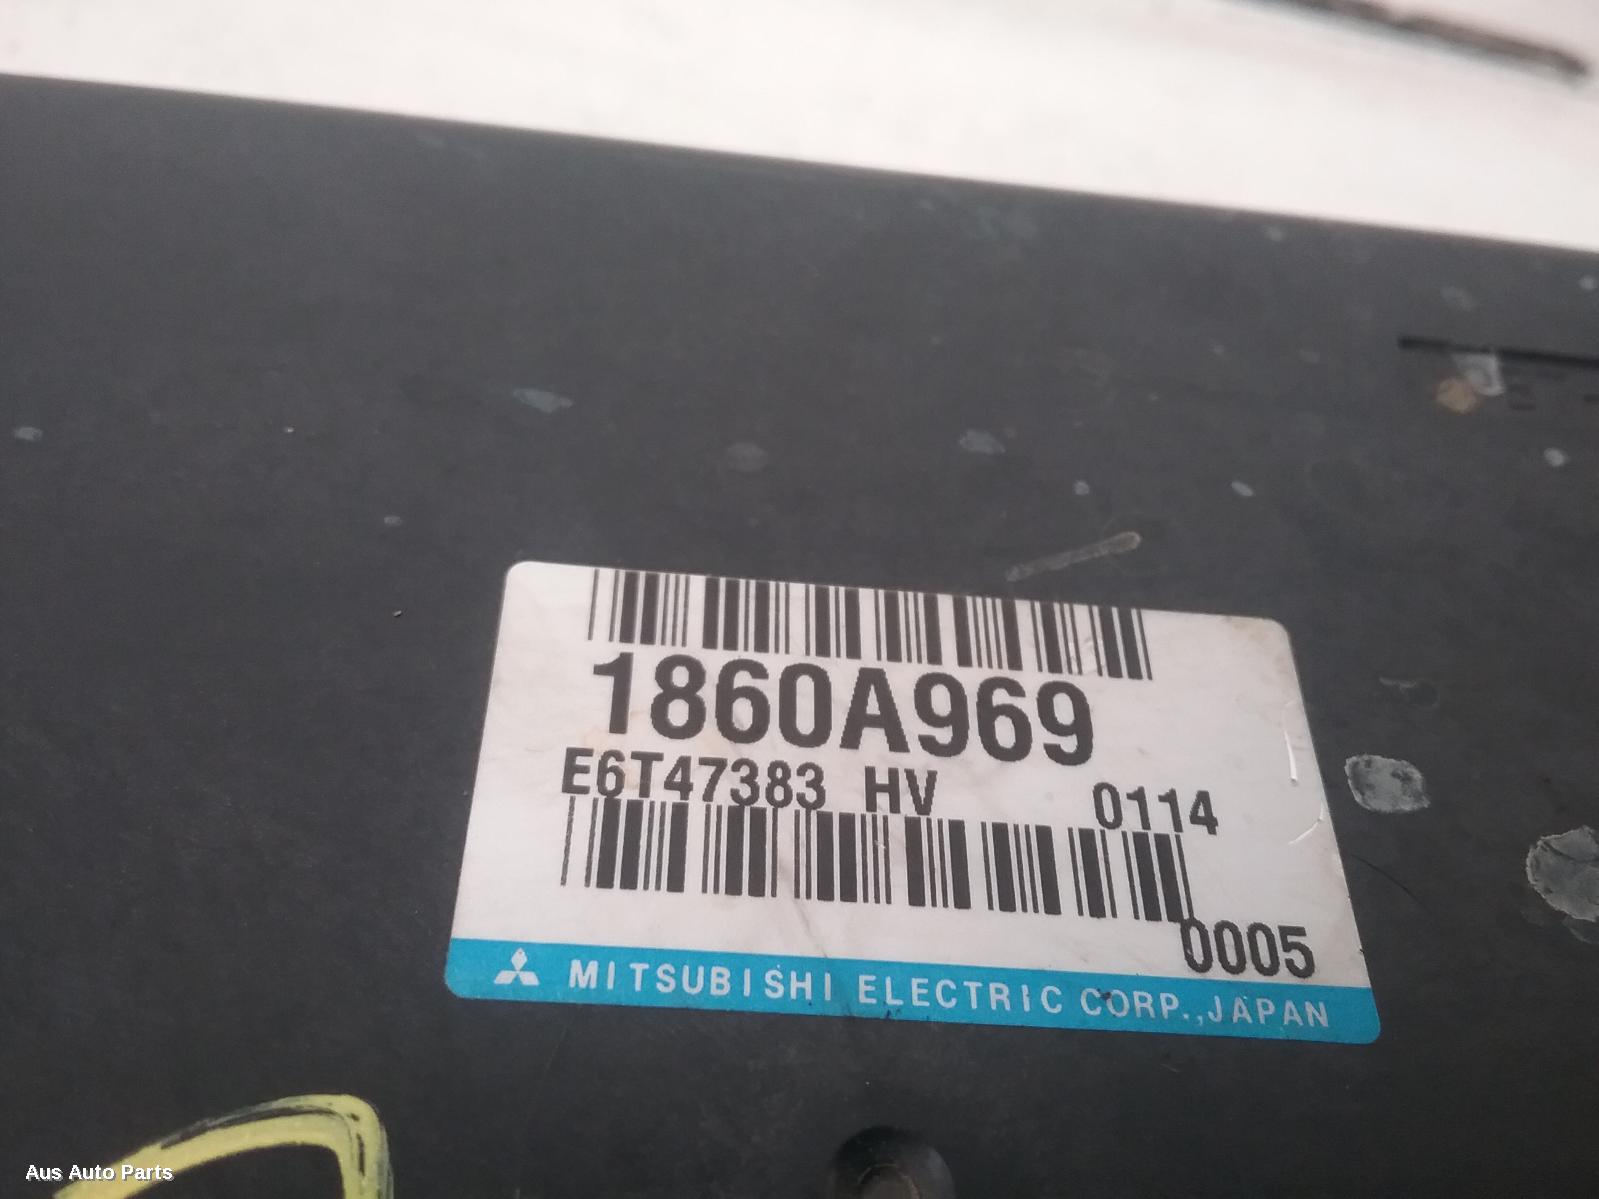 1860A969
E6T47383 HV 0114
0005
MITSUBISHI ELECTRIC CORP.,JAPAN
Aus Auto Parts